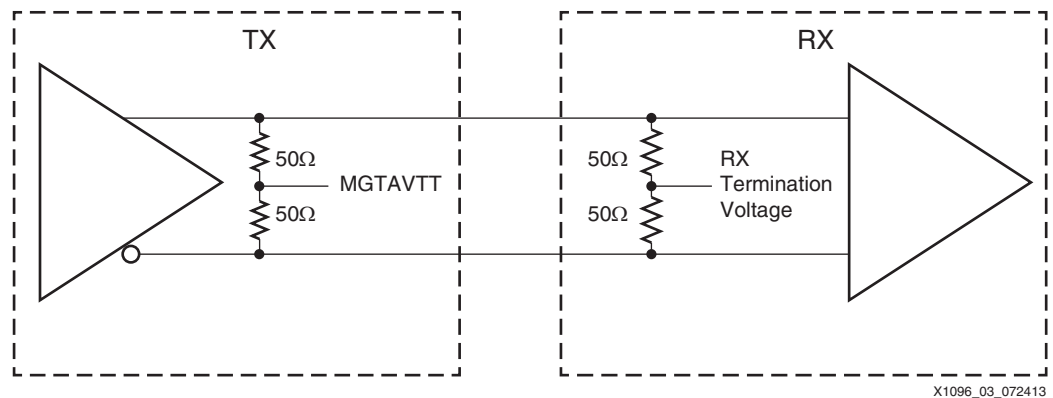 TX
RX
50Ω
MGTAVTT
50Ω
50Ω
RX
Termination
Voltage
50Ω
X1096_03_072413